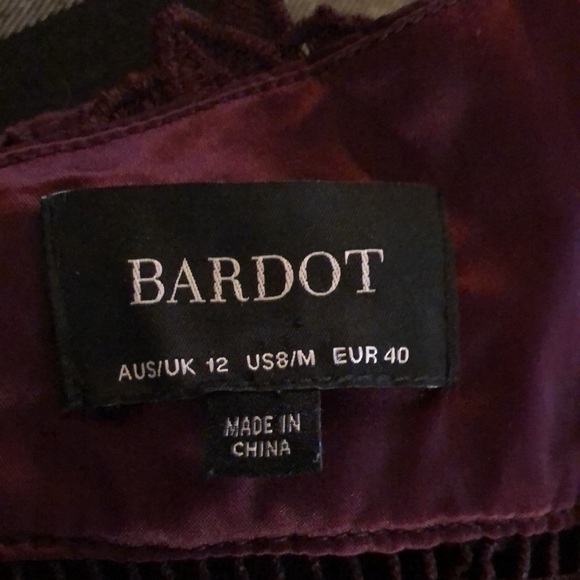 BARDOT
AUS/UK 12 US8/M EUR 40
MADE IN
CHINA